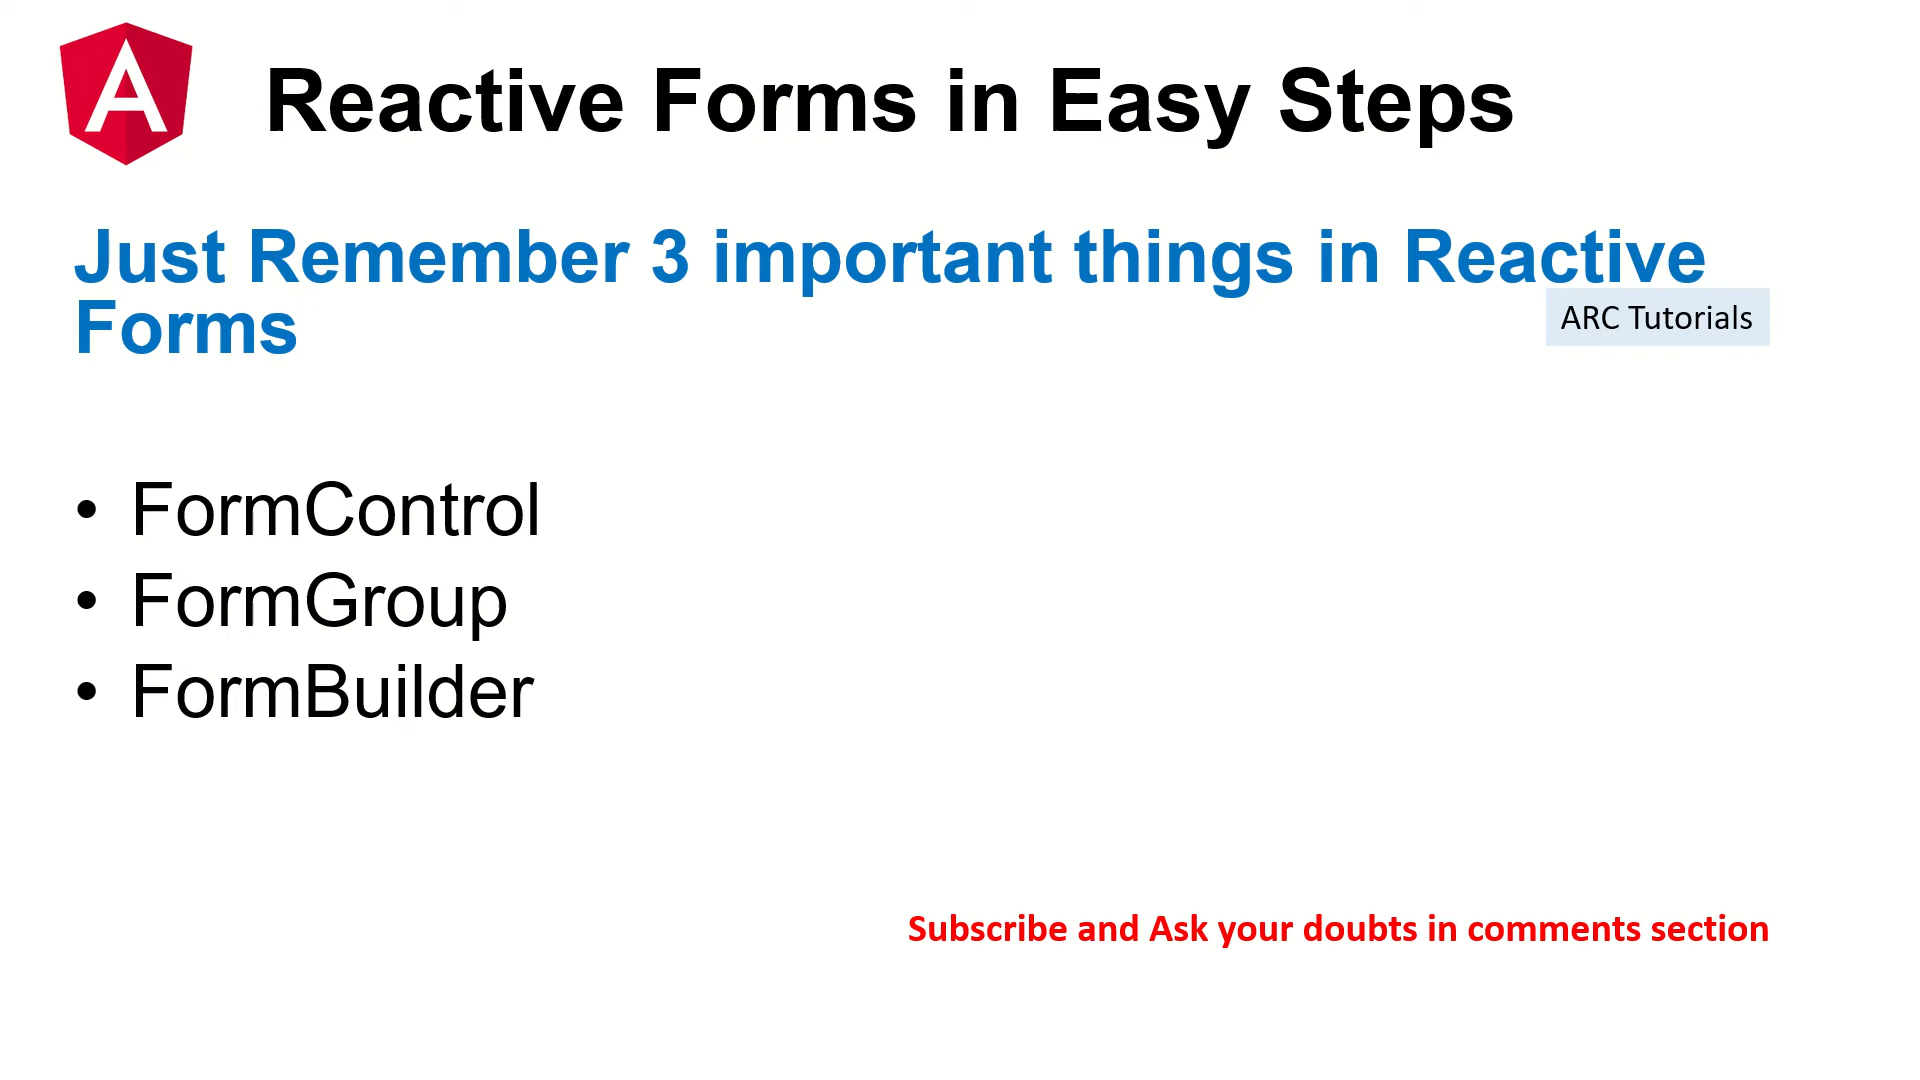 Reactive Forms in Easy Steps
Just Remember 3 important things in Reactive
Forms
ARC Tutorials
• FormControl
• FormGroup
• FormBuilder
Subscribe and Ask your doubts in comments section